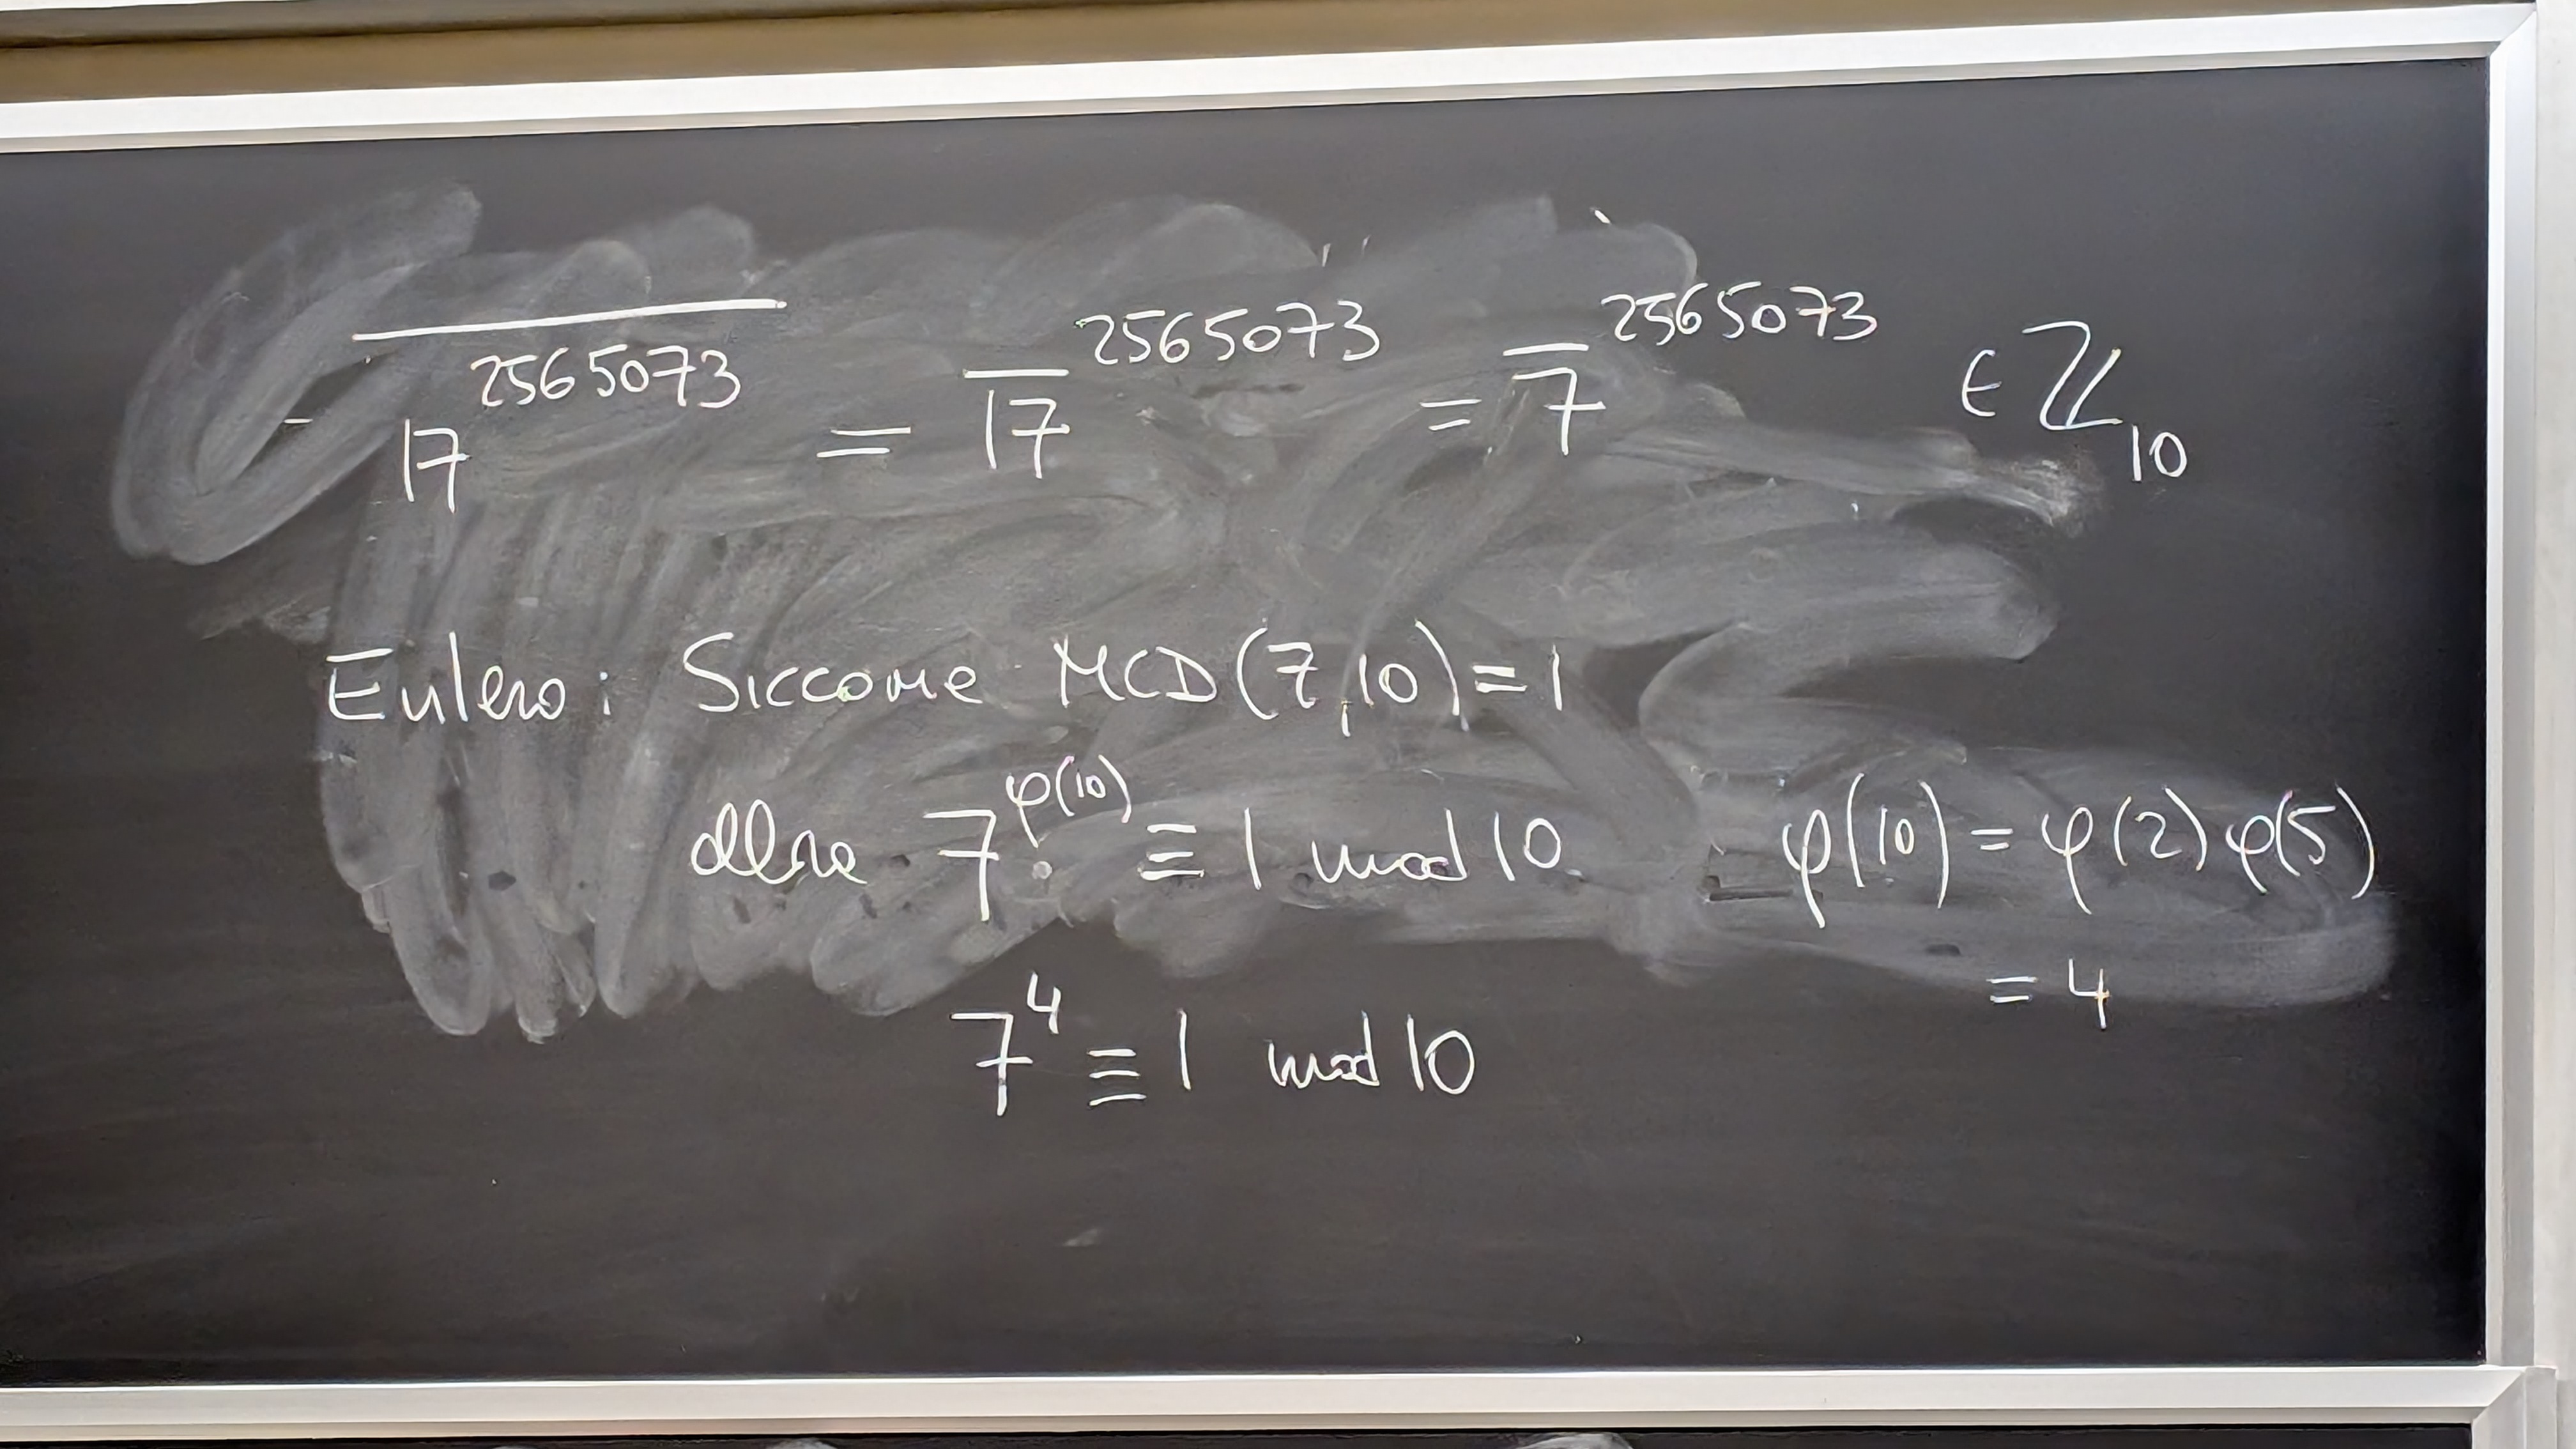 $\overline{17^{2565073}} = \overline{17}^{2565073} = \overline{7}^{2565073} \in \mathbb{Z}_{10}$
Eulero: Siccome MCD(7,10)=1
allora $7^{\varphi(10)} \equiv 1$ mod 10 $\varphi(10) = \varphi(2)\varphi(5)$
= 4
$7^4 \equiv 1$ mod 10